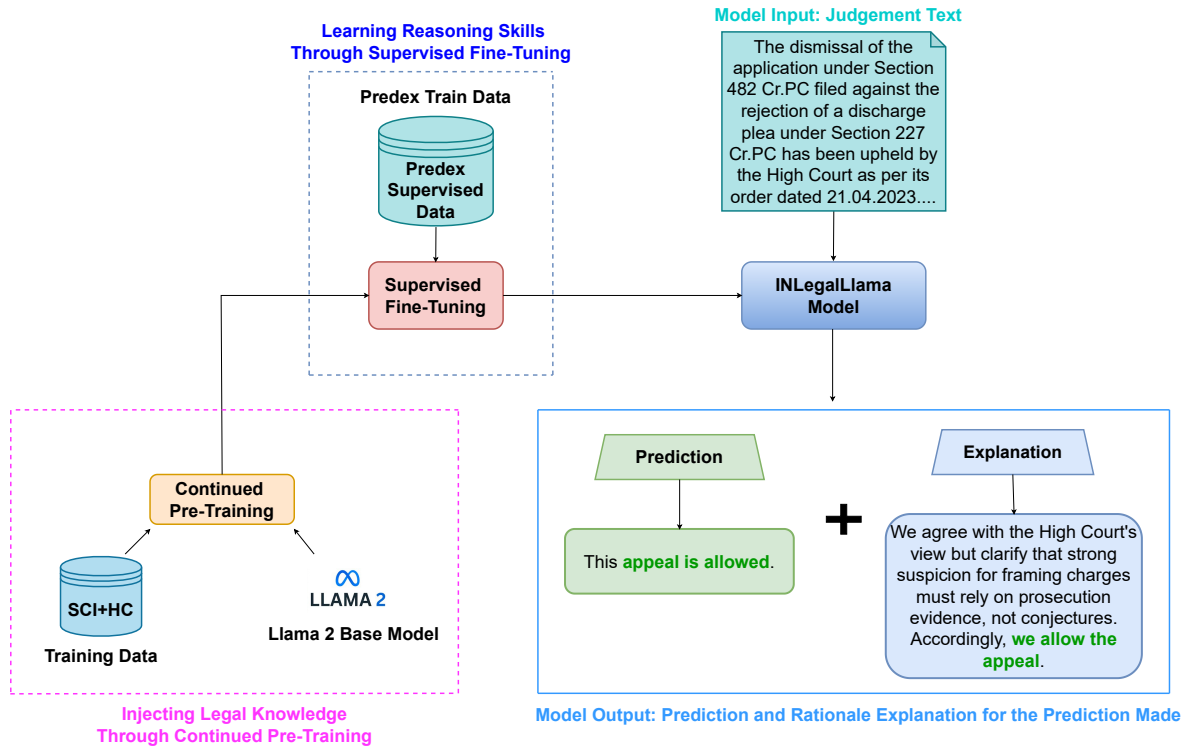 Learning Reasoning Skills
Through Supervised Fine-Tuning
Predex Train Data
Predex
Supervised
Data
Supervised
Fine-Tuning
Model Input: Judgement Text
The dismissal of the
application under Section
482 Cr.PC filed against the
rejection of a discharge
plea under Section 227
Cr.PC has been upheld by
the High Court as per its
order dated 21.04.2023....
INLegalLlama
Model
Continued
Pre-Training
SCI+HC
Training Data
LLAMA 2
Llama 2 Base Model
Injecting Legal Knowledge
Through Continued Pre-Training
Prediction
This appeal is allowed.
+
Explanation
We agree with the High Court's
view but clarify that strong
suspicion for framing charges
must rely on prosecution
evidence, not conjectures.
Accordingly, we allow the
appeal.
Model Output: Prediction and Rationale Explanation for the Prediction Made